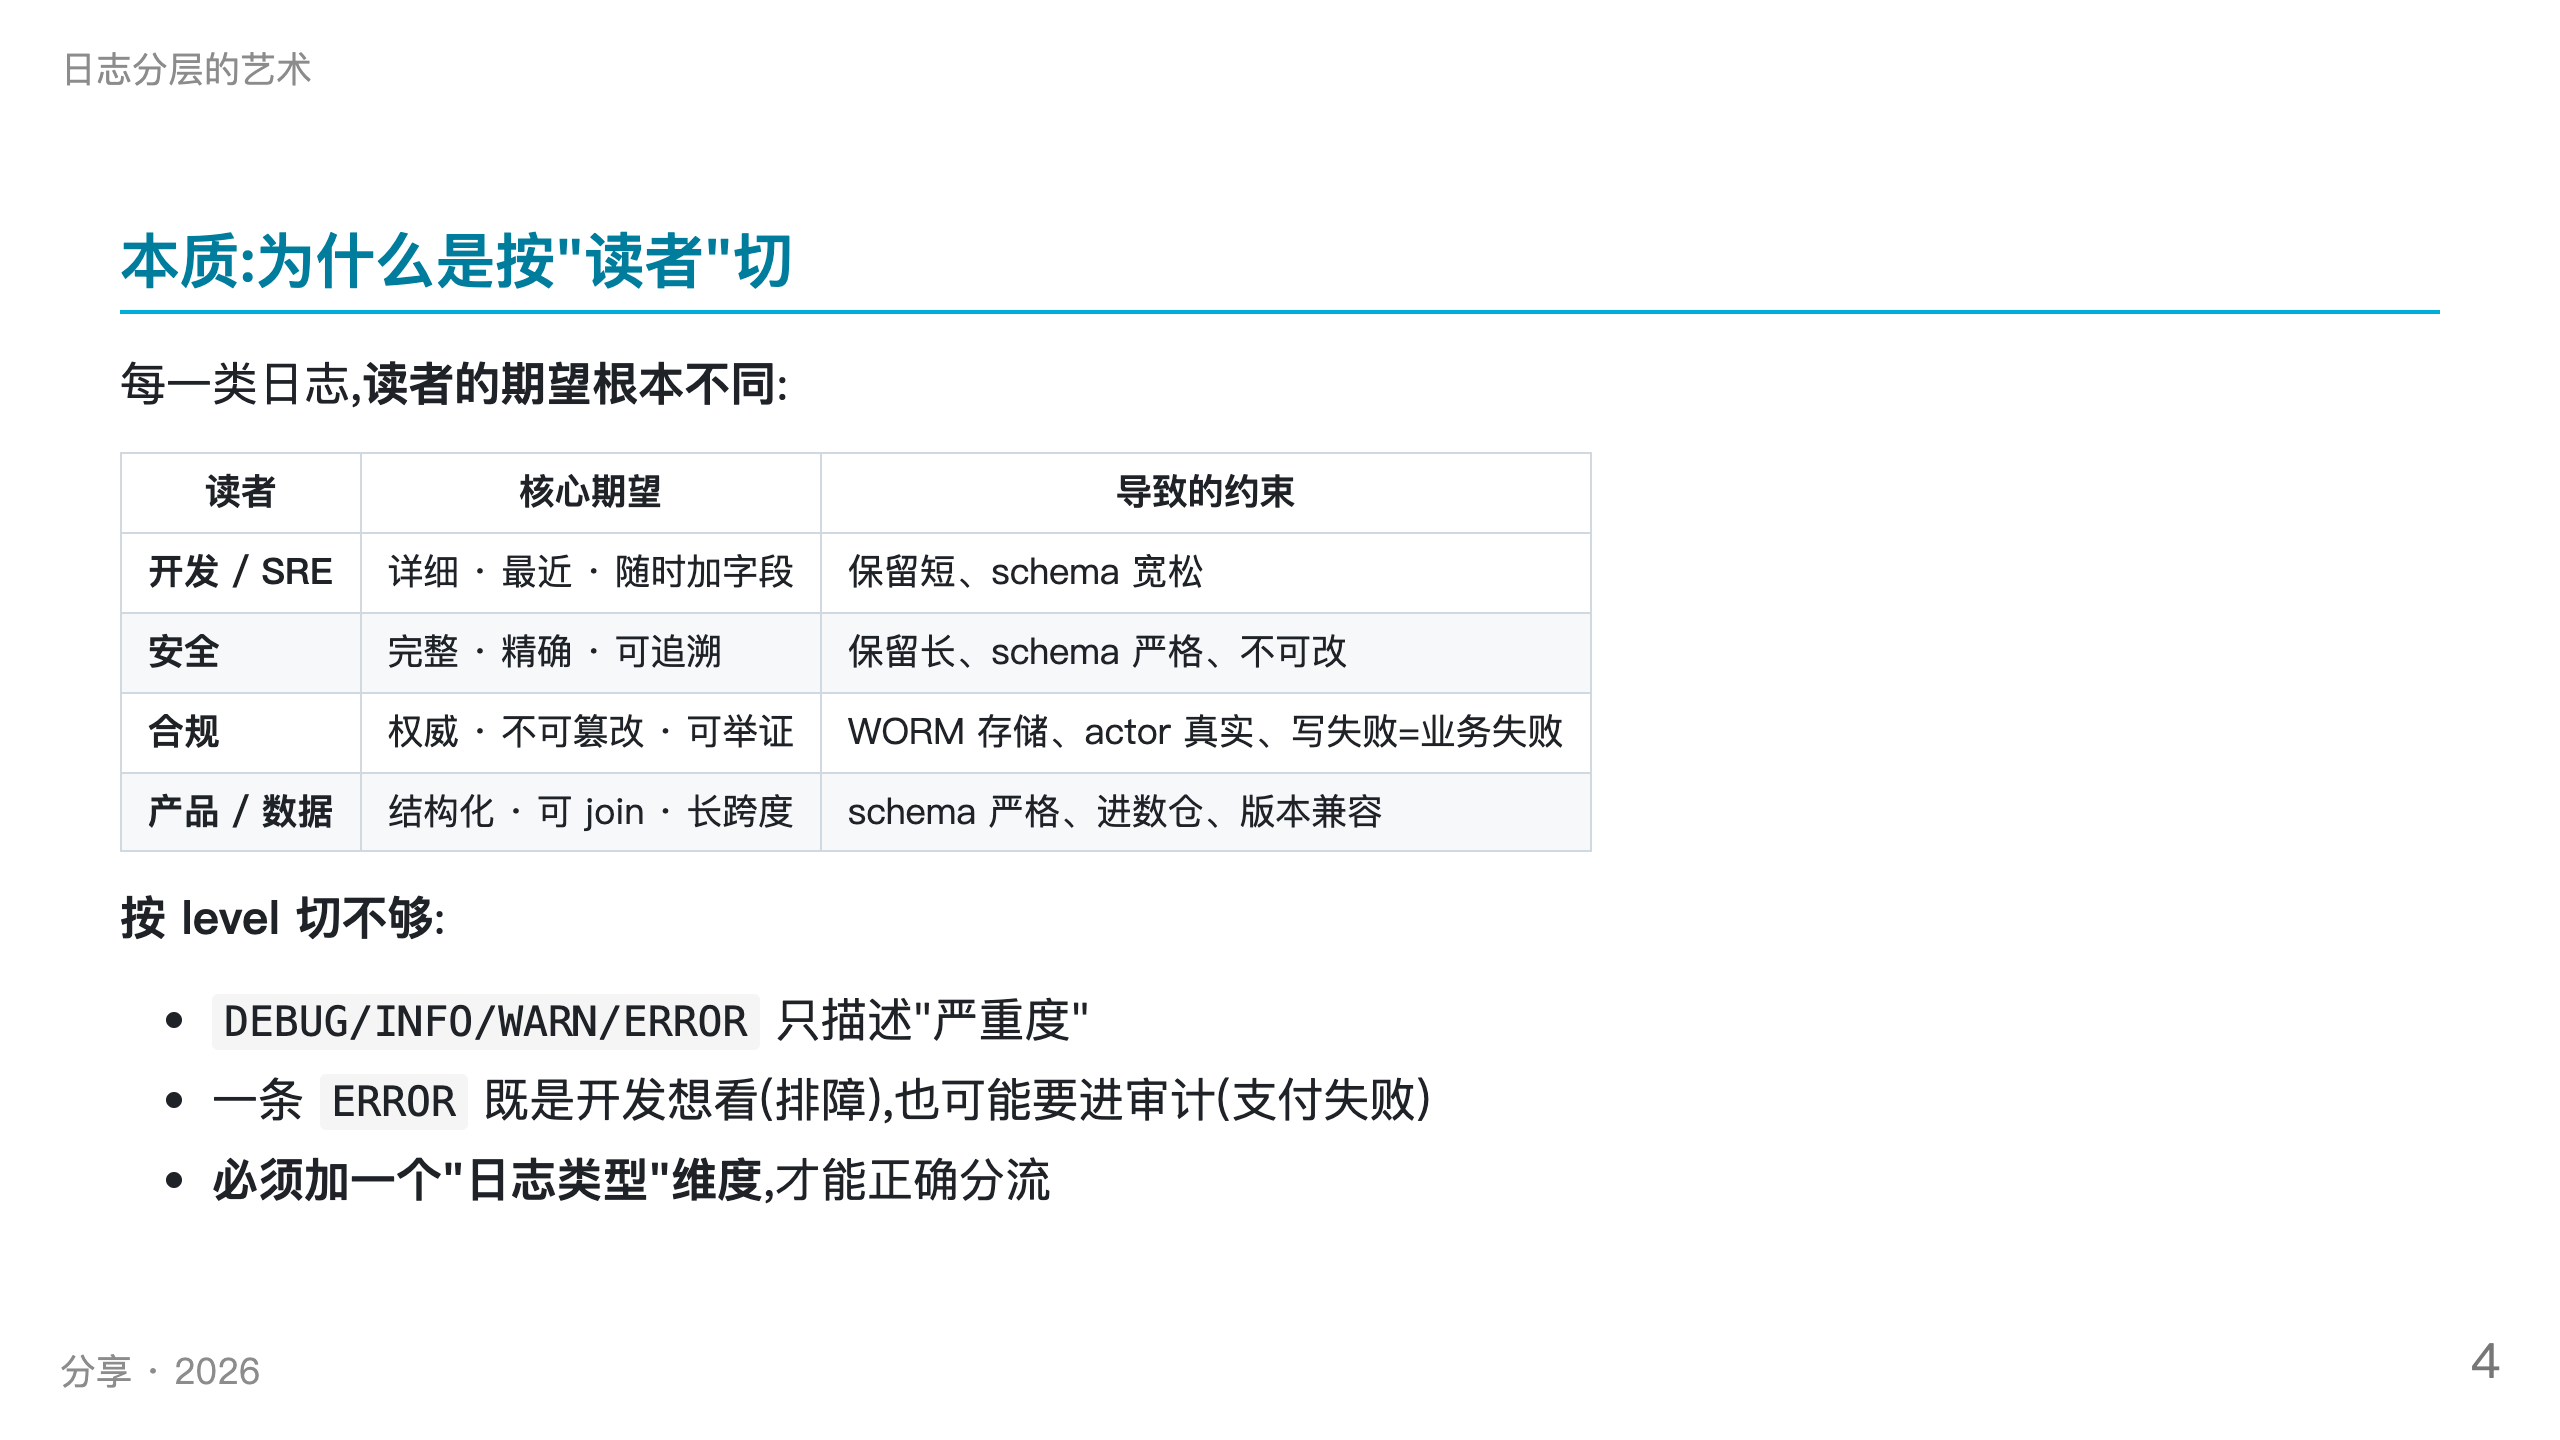 日志分层的艺术
本质:为什么是按"读者"切
每一类日志,读者的期望根本不同:
读者 核心期望 导致的约束
开发 / SRE 详细 · 最近 · 随时加字段 保留短、schema 宽松
安全 完整 · 精确 · 可追溯 保留长、schema 严格、不可改
合规 权威 · 不可篡改 · 可举证 WORM 存储、actor 真实、写失败=业务失败
产品 / 数据 结构化 · 可 join · 长跨度 schema 严格、进数仓、版本兼容
按 level 切不够:
• DEBUG/INFO/WARN/ERROR 只描述"严重度"
• 一条 ERROR 既是开发想看(排障),也可能要进审计(支付失败)
• 必须加一个"日志类型"维度,才能正确分流
分享 · 2026
4